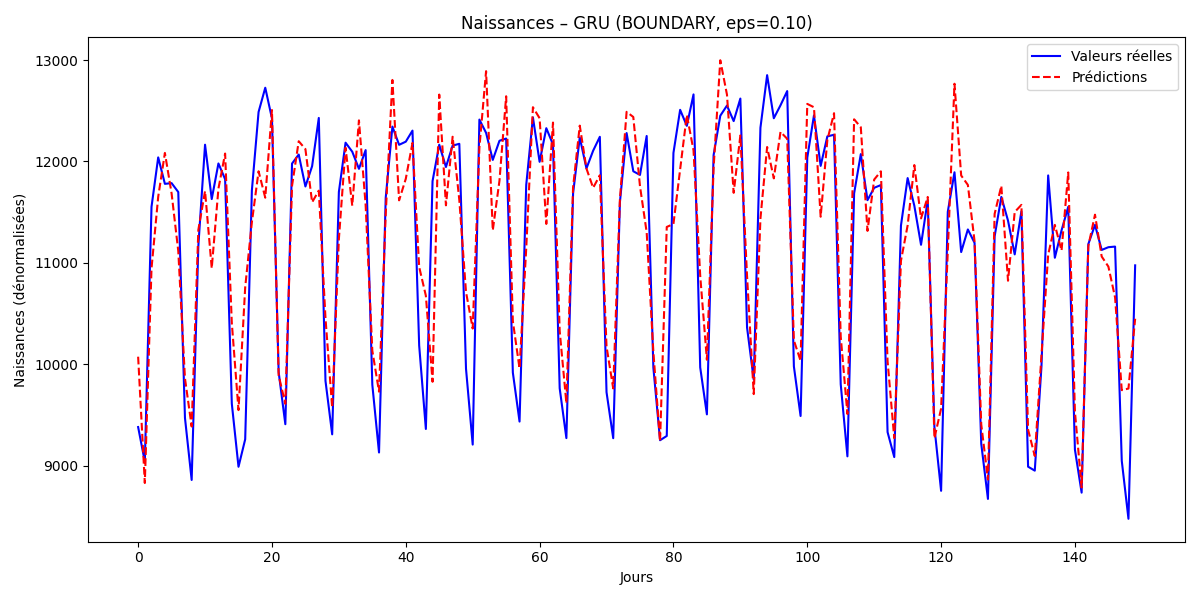 Naissances – GRU (BOUNDARY, eps=0.10)
Valeurs réelles
Prédictions
Naissances (dénormalisées)
13000
12000
11000
10000
9000
0 20 40 60 80 100 120 140
Jours